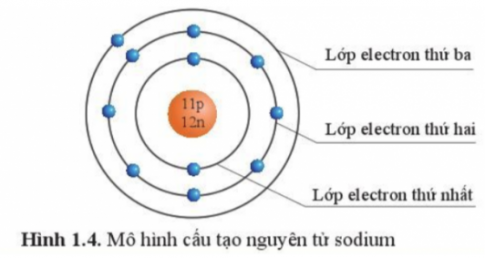 Lớp electron thứ ba
11p
12n
Lớp electron thứ hai
Lớp electron thứ nhất
Hình 1.4. Mô hình cấu tạo nguyên tử sodium